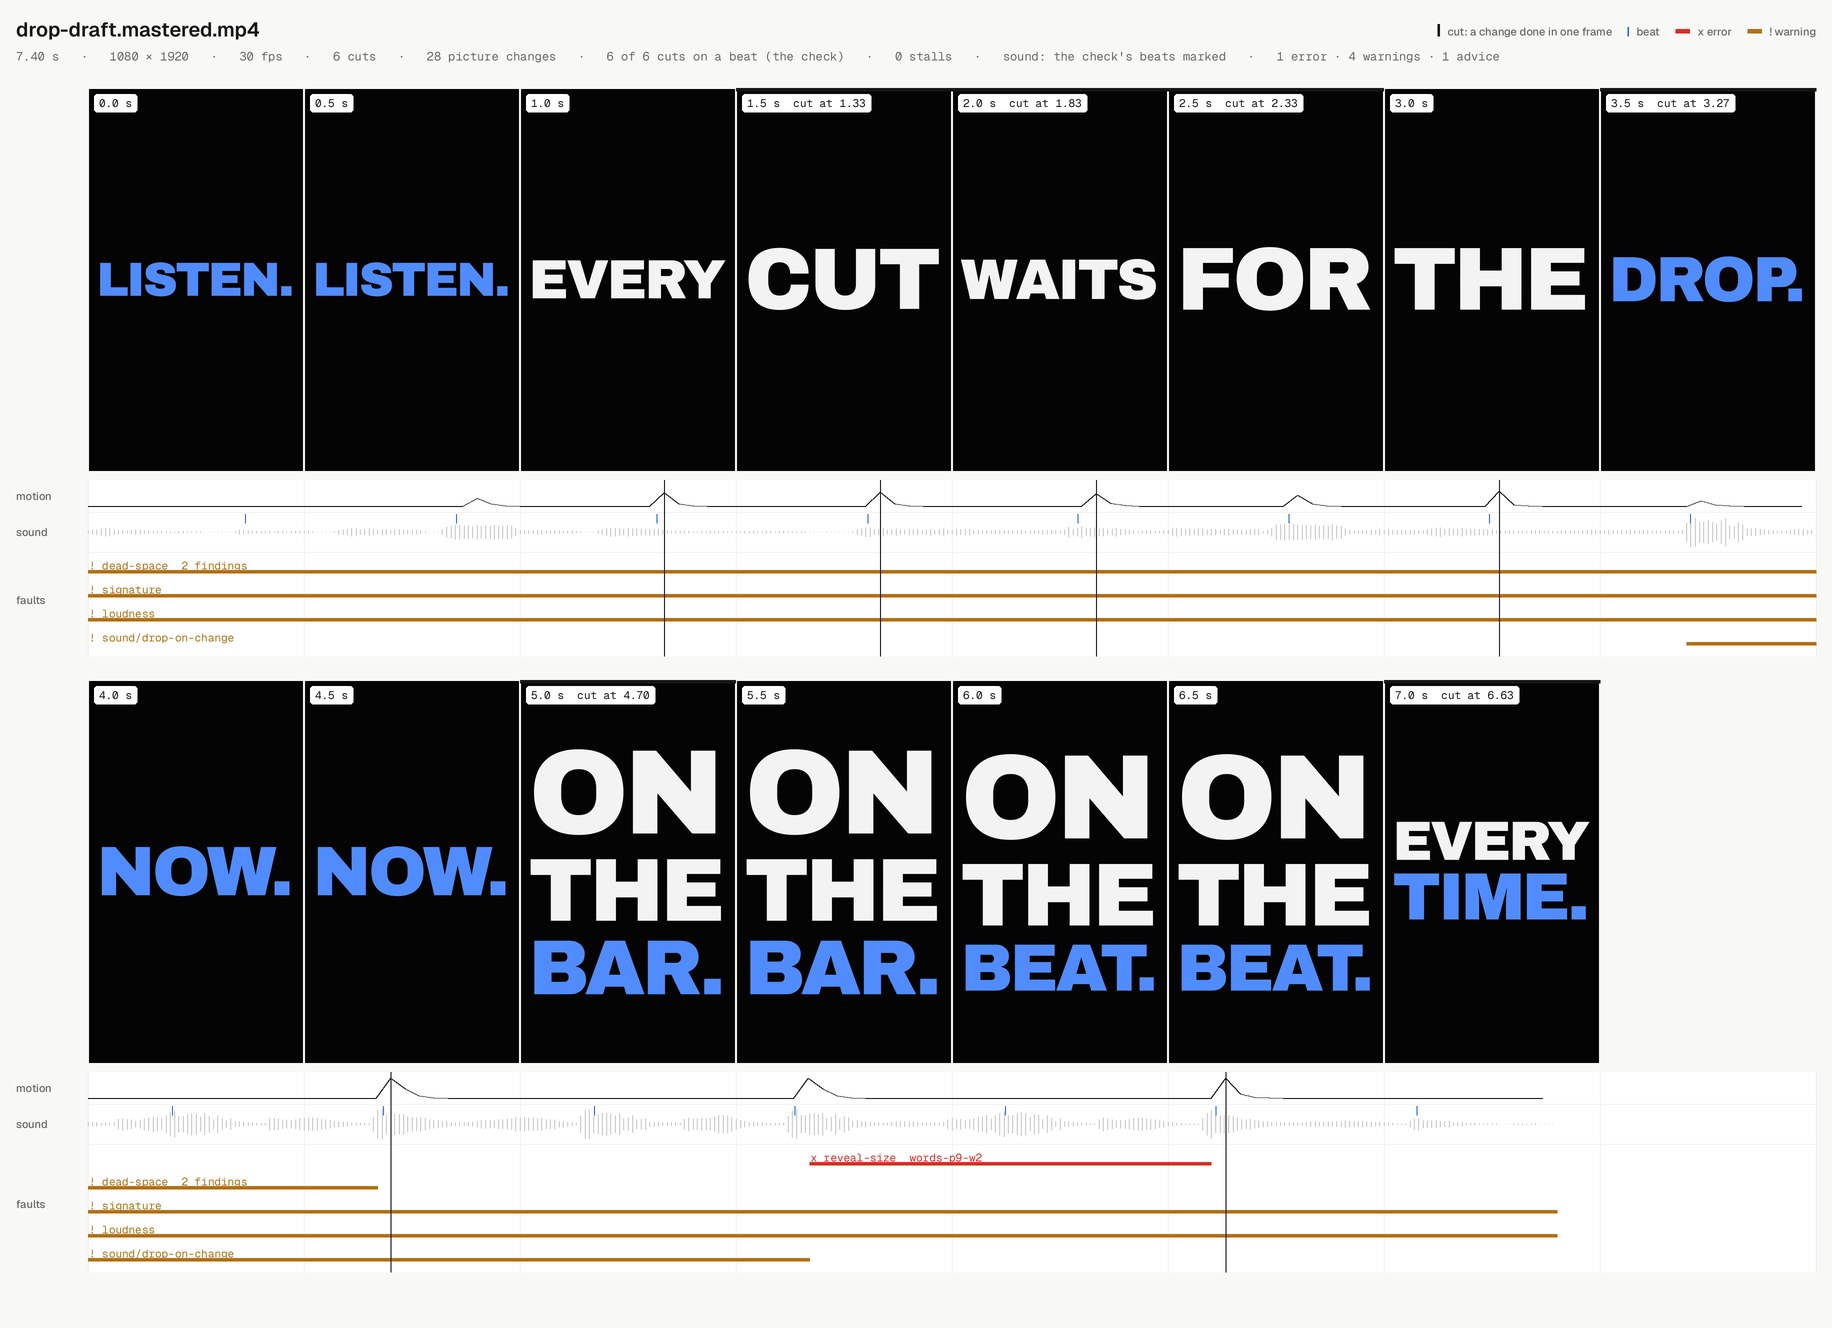 drop-draft.mastered.mp4
cut: a change done in one frame
beat
x error
! warning
7.40 s · 1080 × 1920 · 30 fps · 6 cuts · 28 picture changes · 6 of 6 cuts on a beat (the check) · 0 stalls · sound: the check's beats marked · 1 error · 4 warnings · 1 advice
0.0 s
0.5 s
1.0 s
1.5 s cut at 1.33
2.0 s cut at 1.83
2.5 s cut at 2.33
3.0 s
3.5 s cut at 3.27
LISTEN.
LISTEN.
EVERY
CUT
WAITS
FOR
THE
DROP.
motion
sound
faults
! dead-space 2 findings
! signature
! loudness
! sound/drop-on-change
4.0 s
4.5 s
5.0 s cut at 4.70
5.5 s
6.0 s
6.5 s
7.0 s cut at 6.63
NOW.
NOW.
ON
THE
BAR.
ON
THE
BAR.
ON
THE
BEAT.
ON
THE
BEAT.
EVERY
TIME.
motion
sound
faults
x reveal-size words-p9-w2
! dead-space 2 findings
! signature
! loudness
! sound/drop-on-change